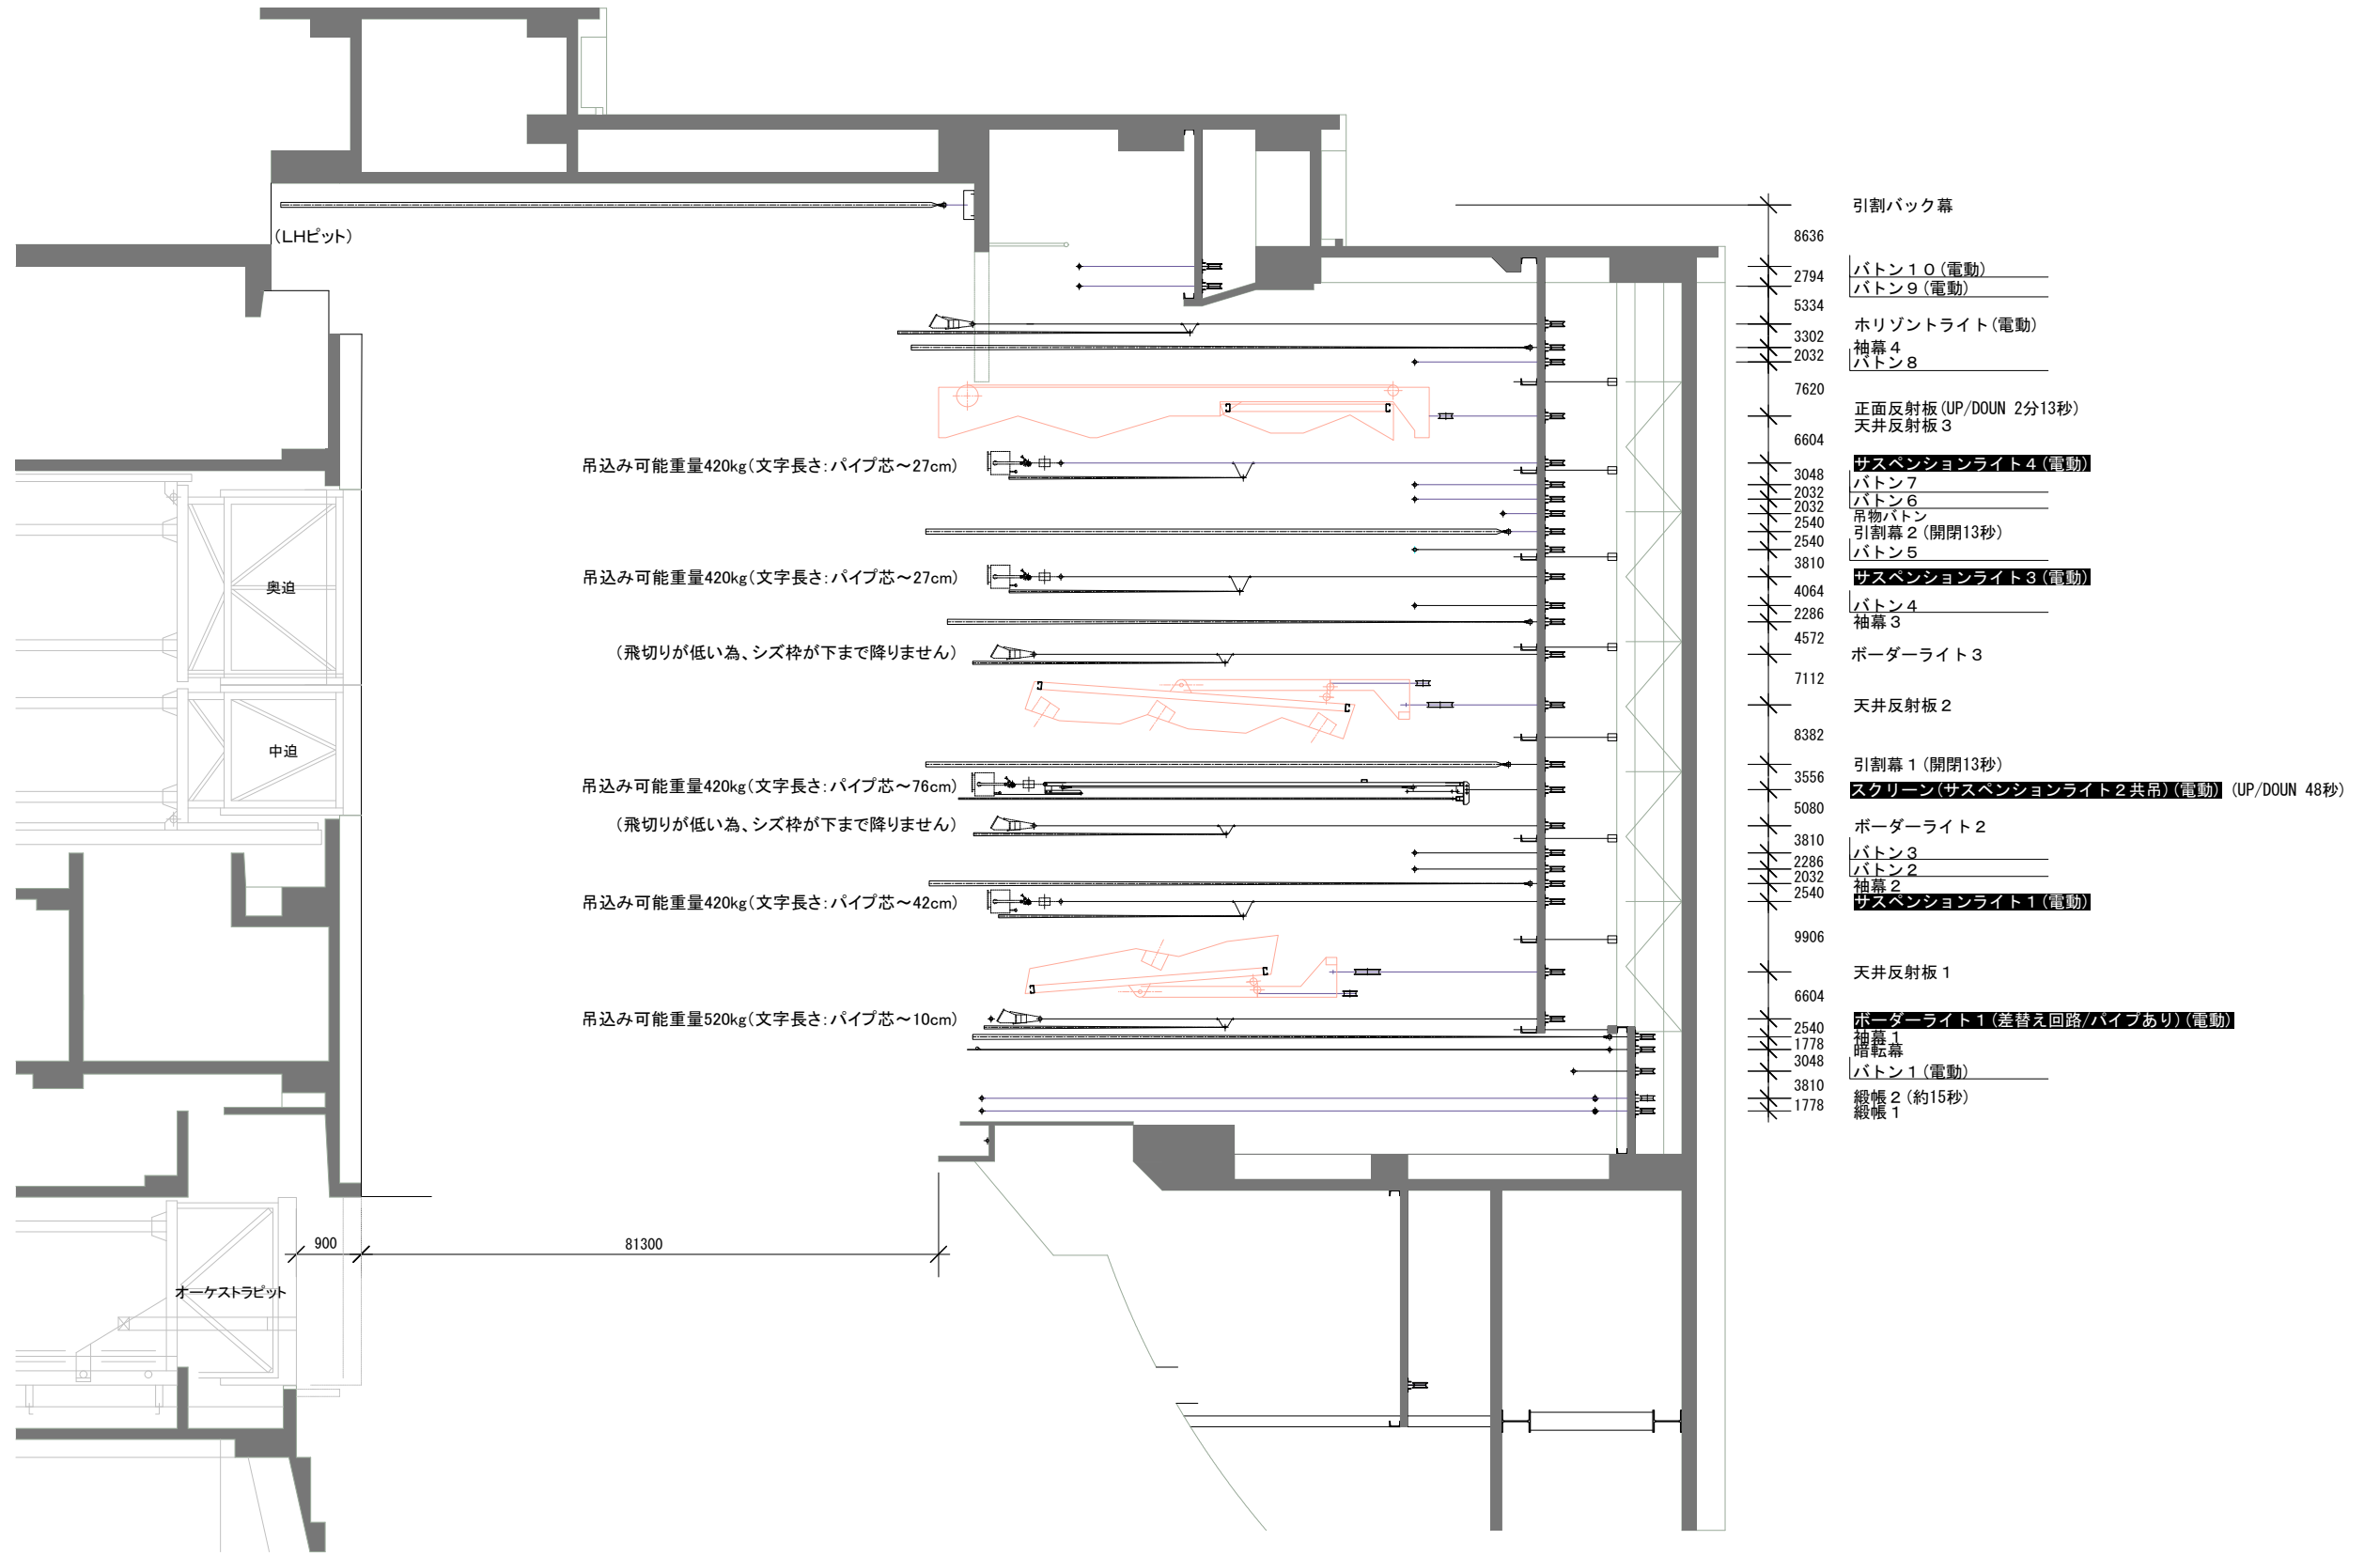 引割バック幕
8636
(LHピット)
バトン１０(電動)
2794
バトン９(電動)
5334
ホリゾントライト(電動)
3302
袖幕４
2032
バトン８
7620
正面反射板(UP/DOUN 2分13秒)
天井反射板３
6604
吊込み可能重量420kg(文字長さ:パイプ芯～27cm)
サスペンションライト４(電動)
3048
バトン７
2032
バトン６
2032
吊物バトン
2540
引割幕２(開閉13秒)
2540
バトン５
3810
吊込み可能重量420kg(文字長さ:パイプ芯～27cm)
サスペンションライト３(電動)
奥迫
4064
バトン４
2286
袖幕３
4572
(飛切りが低い為、シズ枠が下まで降りません)
ボーダーライト３
7112
天井反射板２
8382
中迫
引割幕１(開閉13秒)
3556
吊込み可能重量420kg(文字長さ:パイプ芯～76cm)
スクリーン(サスペンションライト２共吊)(電動) (UP/DOUN 48秒)
5080
(飛切りが低い為、シズ枠が下まで降りません)
ボーダーライト２
3810
バトン３
2286
バトン２
2032
袖幕２
2540
吊込み可能重量420kg(文字長さ:パイプ芯～42cm)
サスペンションライト１(電動)
9906
天井反射板１
6604
吊込み可能重量520kg(文字長さ:パイプ芯～10cm)
ボーダーライト１(差替え回路/パイプあり)(電動)
2540
袖幕１
1778
暗転幕
3048
バトン１(電動)
3810
緞帳２(約15秒)
1778
緞帳１
900
81300
オーケストラピット